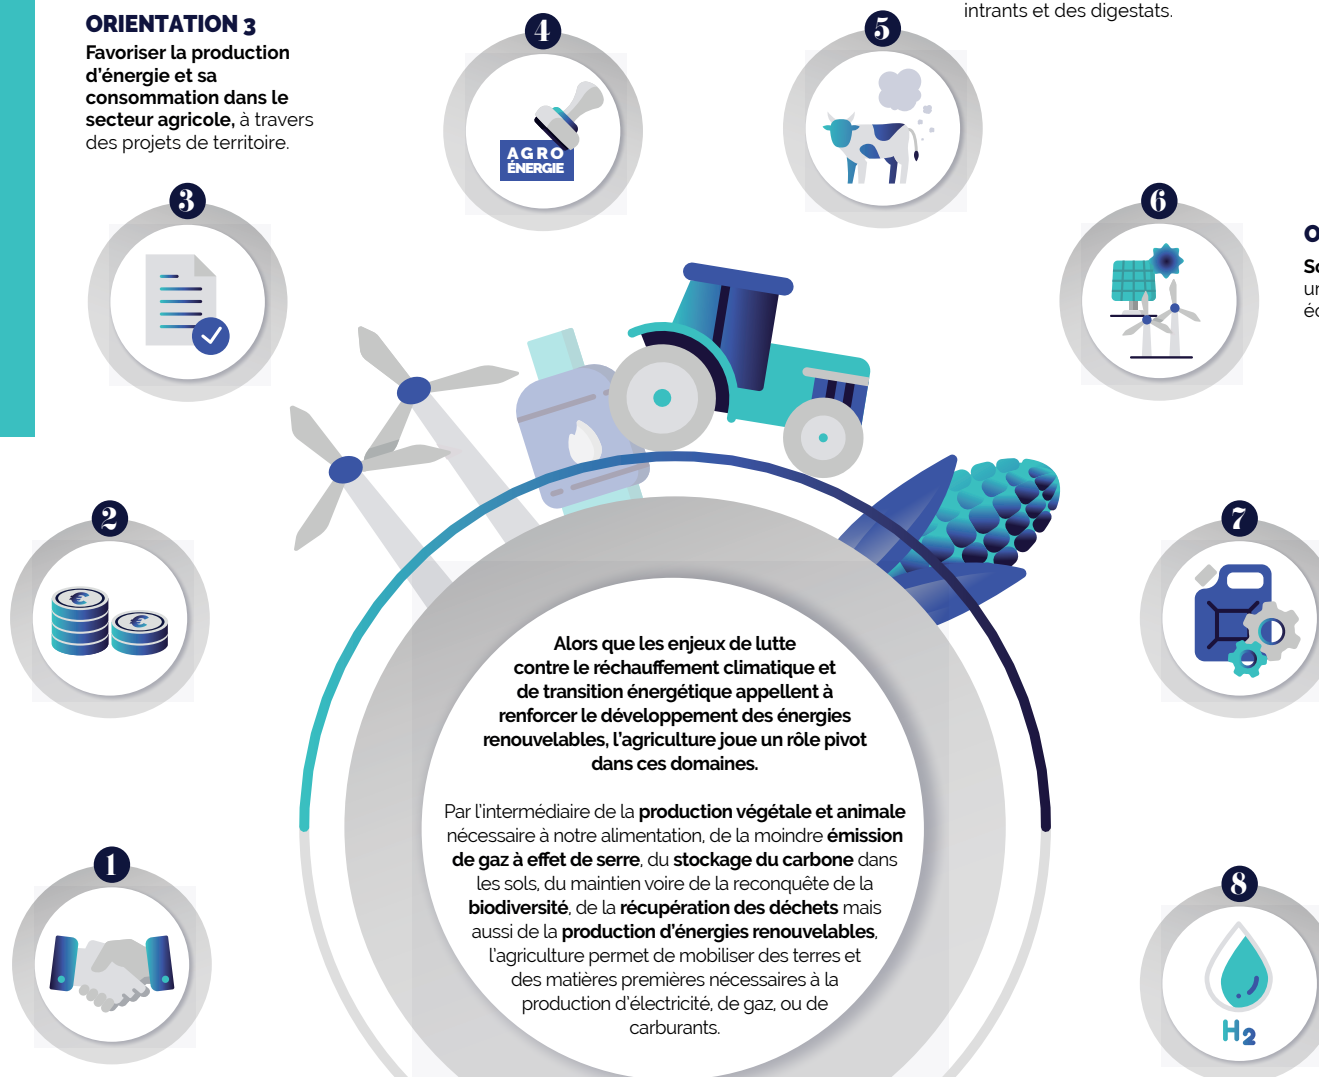 ORIENTATION 3
Favoriser la production
d'énergie et sa
consommation dans le
secteur agricole, à travers
des projets de territoire.
intrants et des digestats.
4
AGRO
ÉNERGIE
5
3
6
2
€
€
7
Alors que les enjeux de lutte
contre le réchauffement climatique et
de transition énergétique appellent à
renforcer le développement des énergies
renouvelables, l'agriculture joue un rôle pivot
dans ces domaines.
Par l'intermédiaire de la production végétale et animale
nécessaire à notre alimentation, de la moindre émission
de gaz à effet de serre, du stockage du carbone dans
les sols, du maintien voire de la reconquête de la
biodiversité, de la récupération des déchets mais
aussi de la production d'énergies renouvelables,
l'agriculture permet de mobiliser des terres et
des matières premières nécessaires à la
production d'électricité, de gaz, ou de
carburants.
1
8
H2